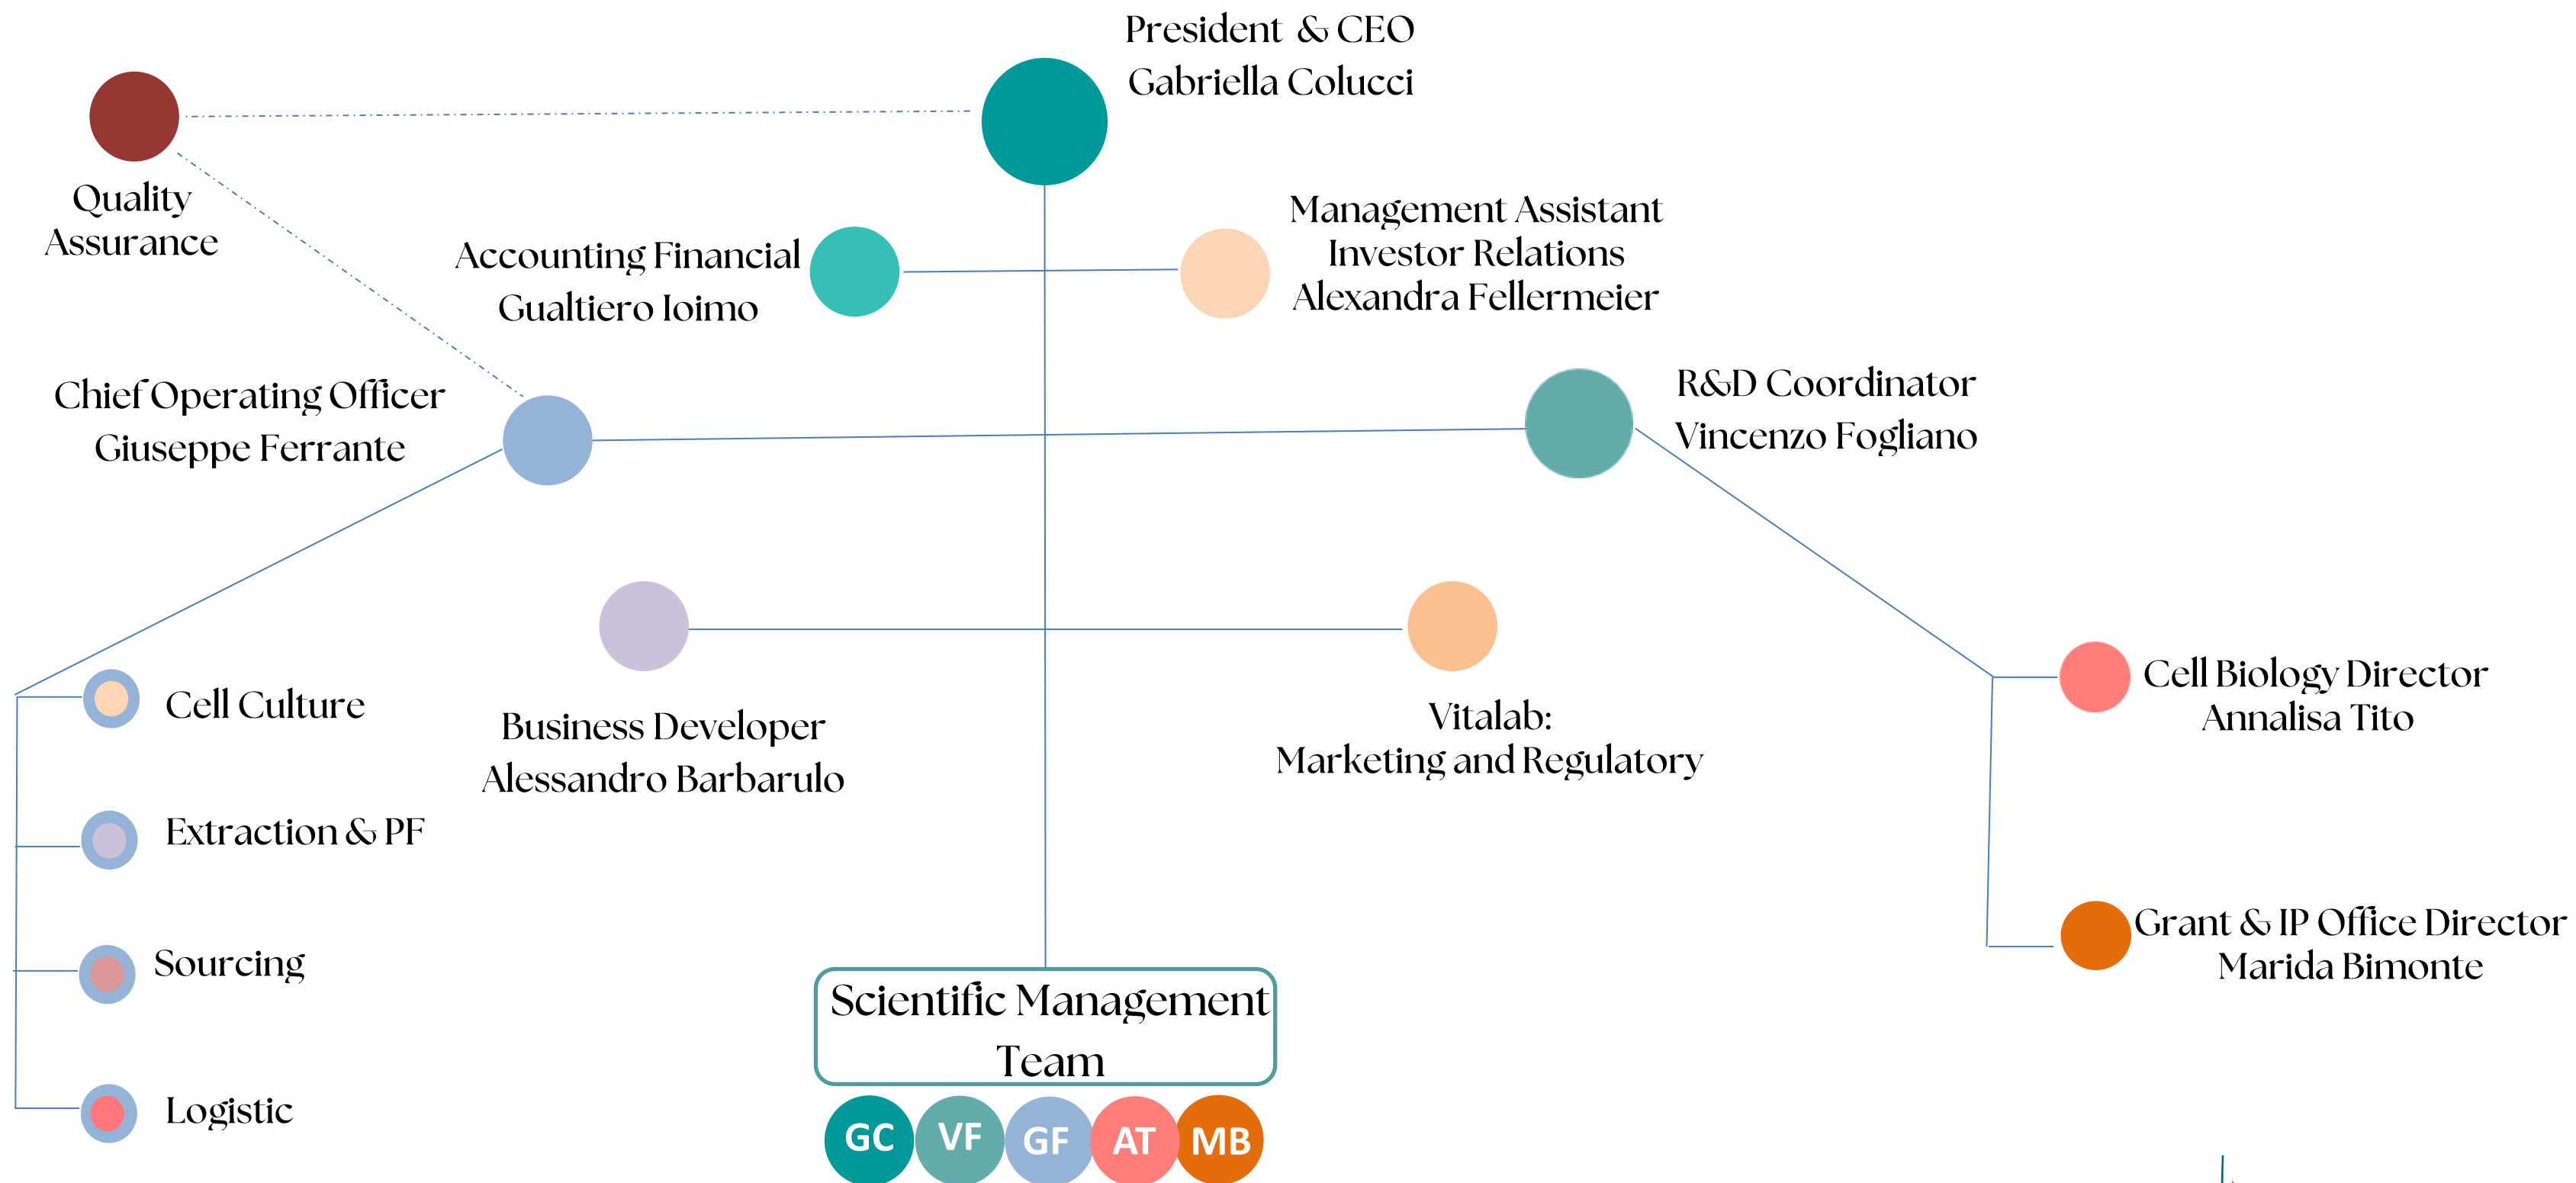 President & CEO
Gabriella Colucci
Quality
Assurance
Accounting Financial
Gualtiero Ioimo
Management Assistant
Investor Relations
Alexandra Fellermeier
Chief Operating Officer
Giuseppe Ferrante
R&D Coordinator
Vincenzo Fogliano
Cell Culture
Extraction & PF
Sourcing
Logistic
Business Developer
Alessandro Barbarulo
Vitalab:
Marketing and Regulatory
Cell Biology Director
Annalisa Tito
Grant & IP Office Director
Marida Bimonte
Scientific Management
Team
GC VF GF AT MB